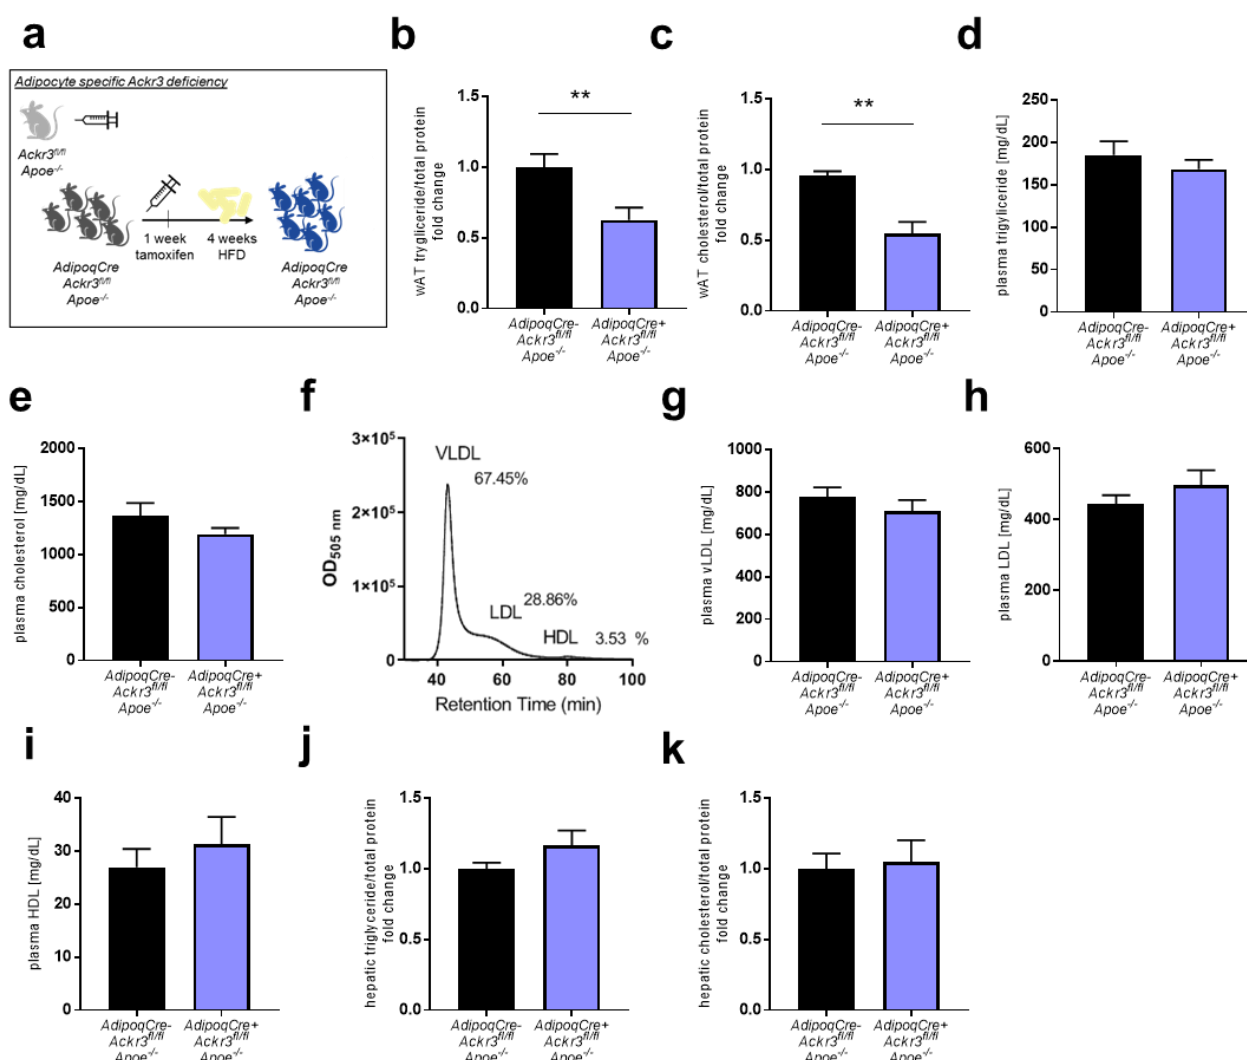 a
Adipocyte specific Ackr3 deficiency
Ackr3fl/fl
Apoe-/-
1 week
tamoxifen
4 weeks
HFD
AdipoqCre
Ackr3fl/fl
Apoe-/-
AdipoqCre
Ackr3fl/fl
Apoe-/-
b
wAT trygliceride/total protein
fold change
1.5
1.0
0.5
0.0
**
AdipoqCre-
Ackr3fl/fl
Apoe-/-
AdipoqCre+
Ackr3fl/fl
Apoe-/-
c
wAT cholesterol/total protein
fold change
1.5
1.0
0.5
0.0
**
AdipoqCre-
Ackr3fl/fl
Apoe-/-
AdipoqCre+
Ackr3fl/fl
Apoe-/-
d
plasma trigyliceride [mg/dL]
250
200
150
100
50
0
AdipoqCre-
Ackr3fl/fl
Apoe-/-
AdipoqCre+
Ackr3fl/fl
Apoe-/-
e
plasma cholesterol [mg/dL]
2000
1500
1000
500
0
AdipoqCre-
Ackr3fl/fl
Apoe-/-
AdipoqCre+
Ackr3fl/fl
Apoe-/-
f
OD505 nm
3×10⁵
2×10⁵
1×10⁵
0
VLDL
67.45%
LDL
28.86%
HDL
3.53 %
40
60
80
100
Retention Time (min)
g
plasma vLDL [mg/dL]
1000
800
600
400
200
0
AdipoqCre-
Ackr3fl/fl
Apoe-/-
AdipoqCre+
Ackr3fl/fl
Apoe-/-
h
plasma LDL [mg/dL]
600
400
200
0
AdipoqCre-
Ackr3fl/fl
Apoe-/-
AdipoqCre+
Ackr3fl/fl
Apoe-/-
i
plasma HDL [mg/dL]
40
30
20
10
0
AdipoqCre-
Ackr3fl/fl
Apoe-/-
AdipoqCre+
Ackr3fl/fl
Apoe-/-
j
hepatic triglyceride/total protein
fold change
1.5
1.0
0.5
0.0
AdipoqCre-
Ackr3fl/fl
Apoe-/-
AdipoqCre+
Ackr3fl/fl
Apoe-/-
k
hepatic cholesterol/total protein
fold change
1.5
1.0
0.5
0.0
AdipoqCre-
Ackr3fl/fl
Apoe-/-
AdipoqCre+
Ackr3fl/fl
Apoe-/-